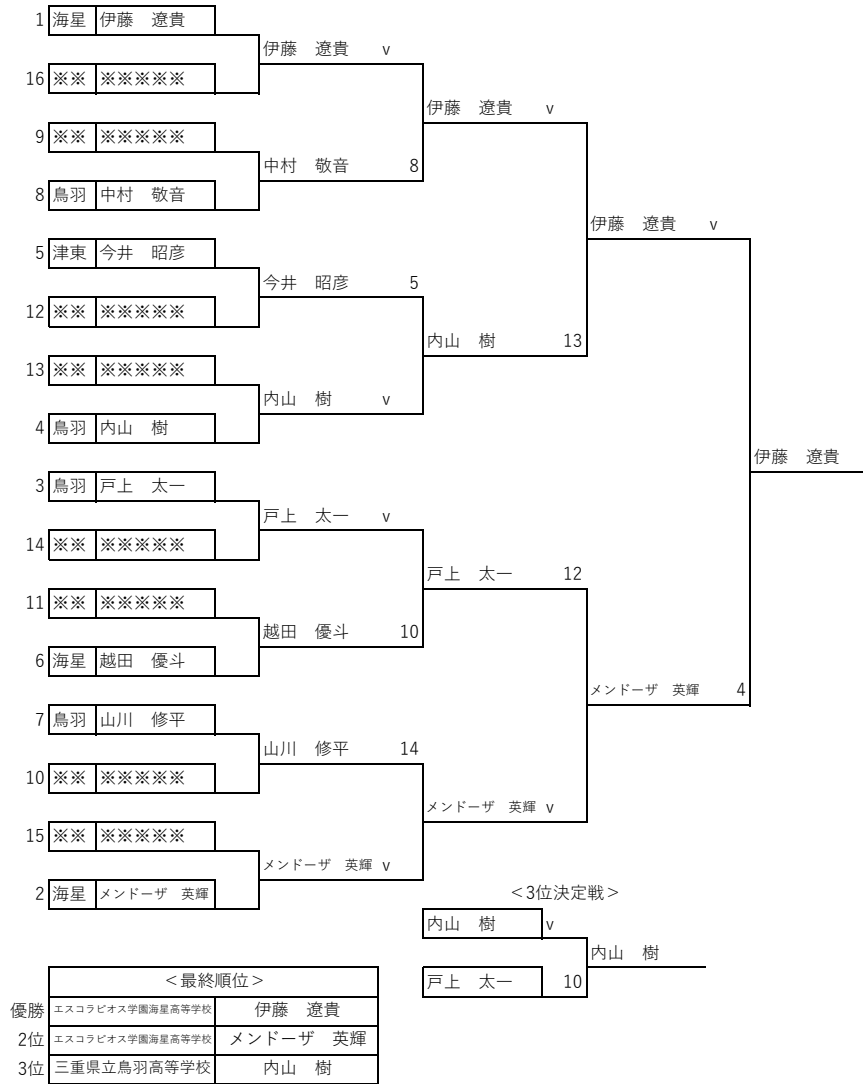 1 海星 伊藤　遼貴
伊藤　遼貴 v
16 ※※ ※※※※※
伊藤　遼貴 v
9 ※※ ※※※※※
中村　敬音 8
8 鳥羽 中村　敬音
伊藤　遼貴 v
5 津東 今井　昭彦
今井　昭彦 5
12 ※※ ※※※※※
内山　樹 13
13 ※※ ※※※※※
内山　樹 v
4 鳥羽 内山　樹
伊藤　遼貴
3 鳥羽 戸上　太一
戸上　太一 v
14 ※※ ※※※※※
戸上　太一 12
11 ※※ ※※※※※
越田　優斗 10
6 海星 越田　優斗
メンドーザ　英輝 4
7 鳥羽 山川　修平
山川　修平 14
10 ※※ ※※※※※
メンドーザ　英輝 v
15 ※※ ※※※※※
メンドーザ　英輝 v
2 海星 メンドーザ　英輝
＜3位決定戦＞
内山　樹 v
内山　樹
戸上　太一 10
＜最終順位＞
優勝 エスコラピオス学園海星高等学校 伊藤　遼貴
2位 エスコラピオス学園海星高等学校 メンドーザ　英輝
3位 三重県立鳥羽高等学校 内山　樹